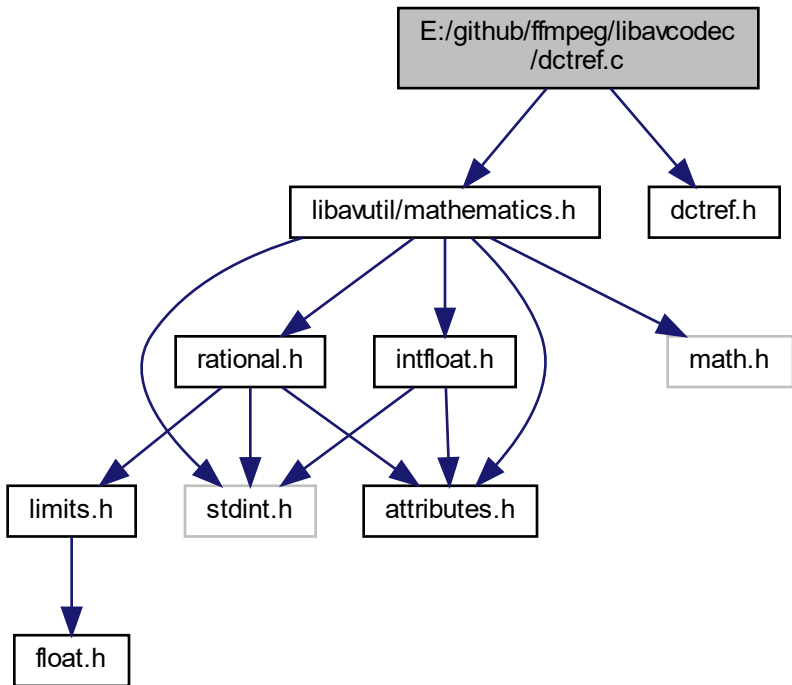 E:/github/ffmpeg/libavcodec
/dctref.c
libavutil/mathematics.h
dctref.h
rational.h
intfloat.h
math.h
limits.h
stdint.h
attributes.h
float.h